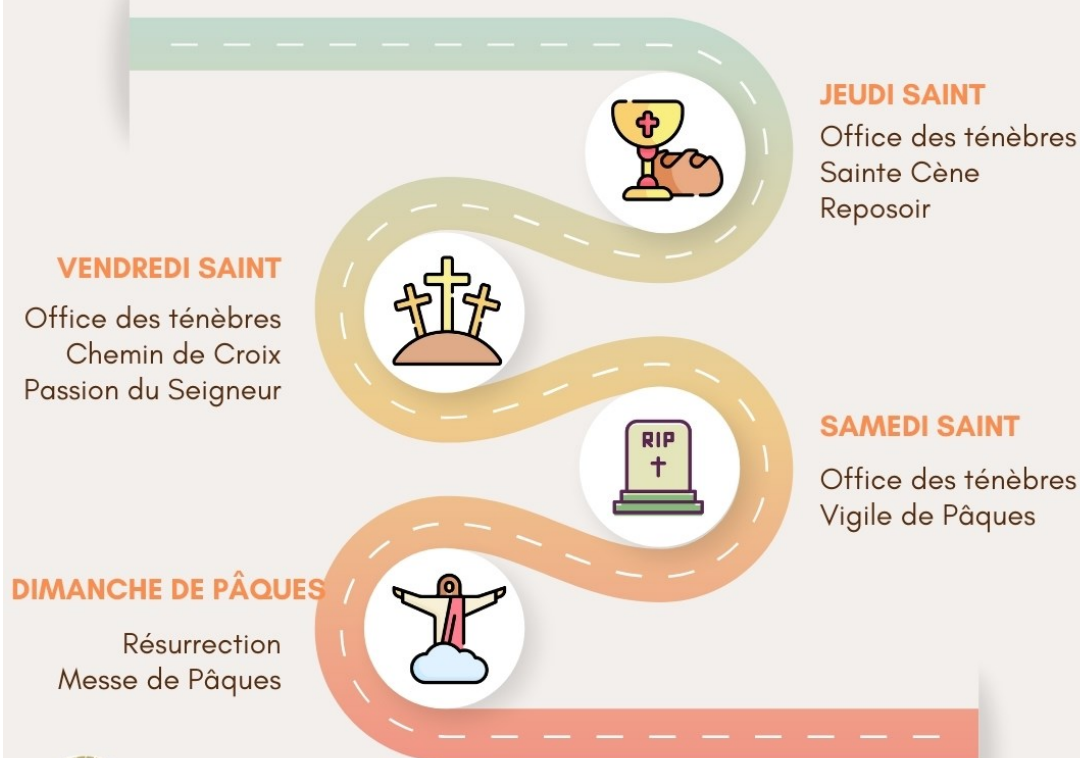 JEUDI SAINT
Office des ténèbres
Sainte Cène
Reposoir
VENDREDI SAINT
Office des ténèbres
Chemin de Croix
Passion du Seigneur
RIP
SAMEDI SAINT
Office des ténèbres
Vigile de Pâques
DIMANCHE DE PÂQUES
Résurrection
Messe de Pâques